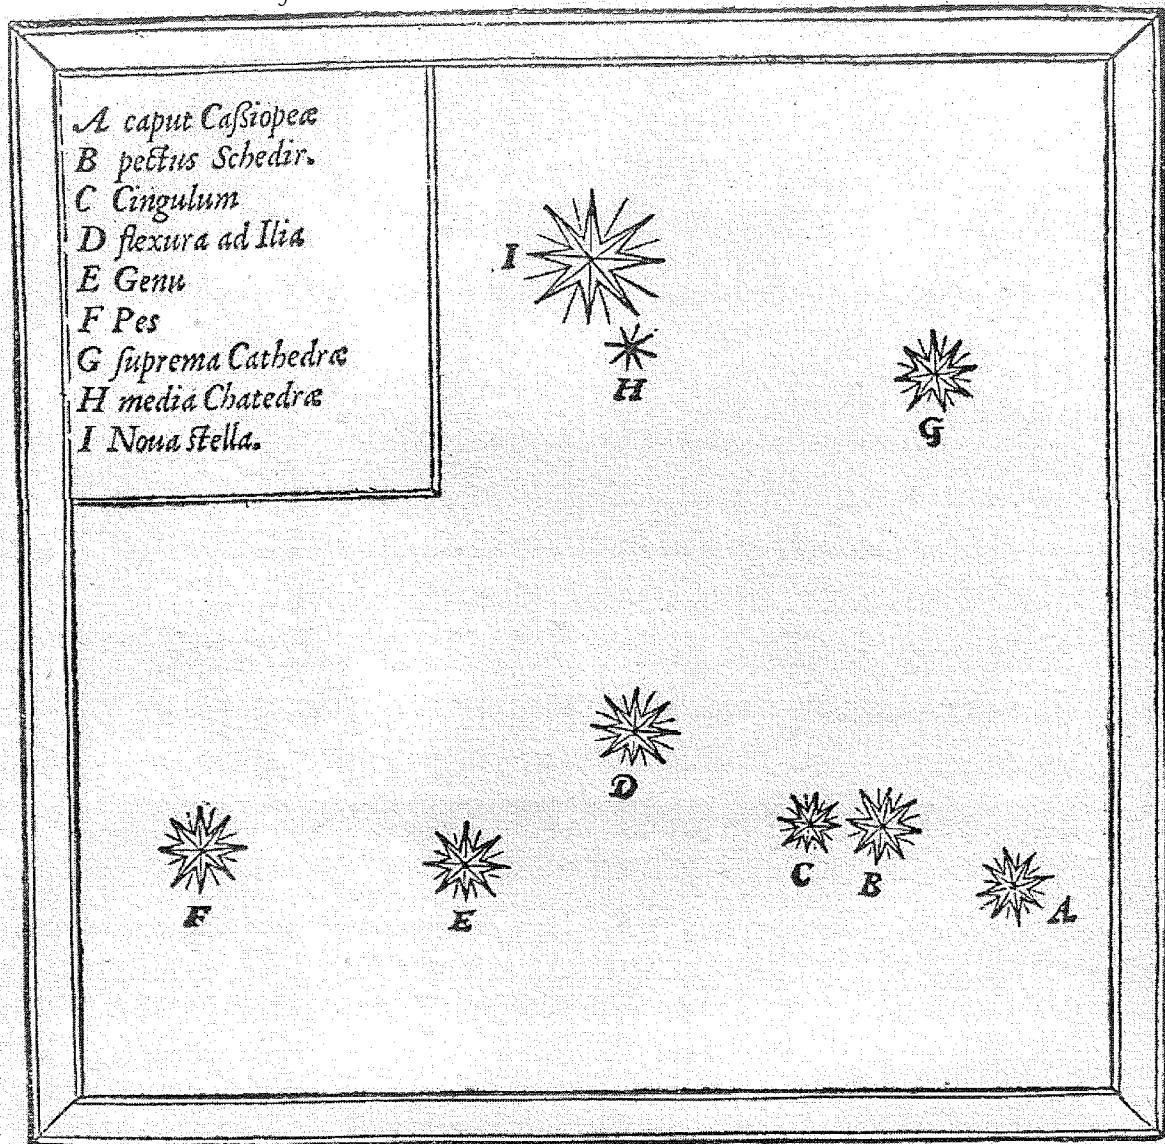 A caput Caſsiopeæ
B pectus Schedir.
C Cingulum
D flexura ad Ilia
E Genu
F Pes
G ſuprema Cathedræ
H media Chatedræ
I Noua ſtella.
I
H
G
D
C
B
A
F
E